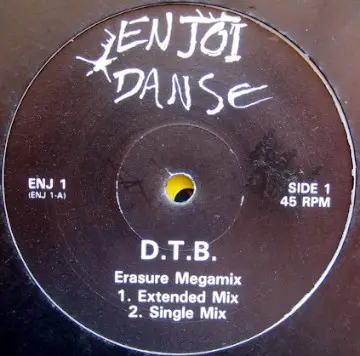 ENJOI
DANSE
ENJ 1
(ENJ 1-A)
SIDE 1
45 RPM
D.T.B.
Erasure Megamix
1. Extended Mix
2. Single Mix